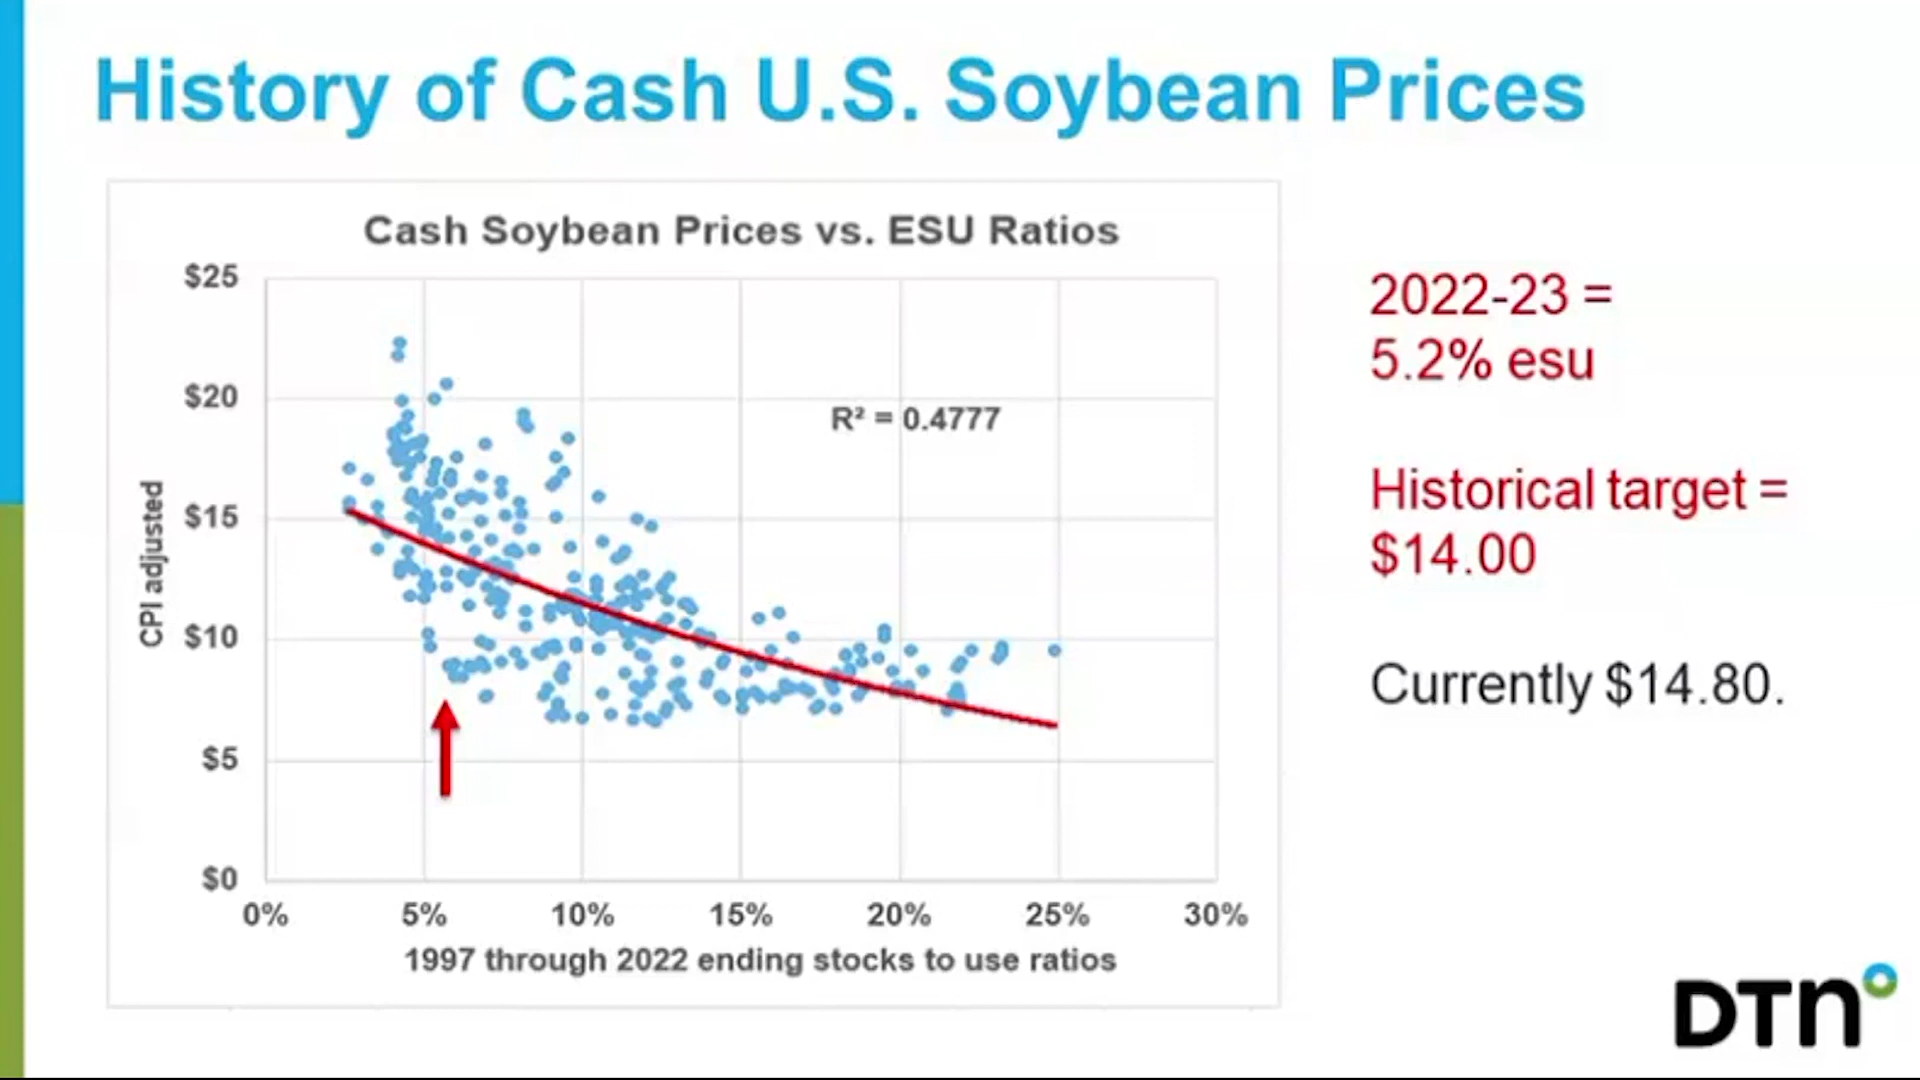 History of Cash U.S. Soybean Prices
Cash Soybean Prices vs. ESU Ratios
$25
$20
$15
$10
$5
$0
CPI adjusted
R² = 0.4777
0% 5% 10% 15% 20% 25% 30%
1997 through 2022 ending stocks to use ratios
2022-23 =
5.2% esu
Historical target =
$14.00
Currently $14.80.
DTN